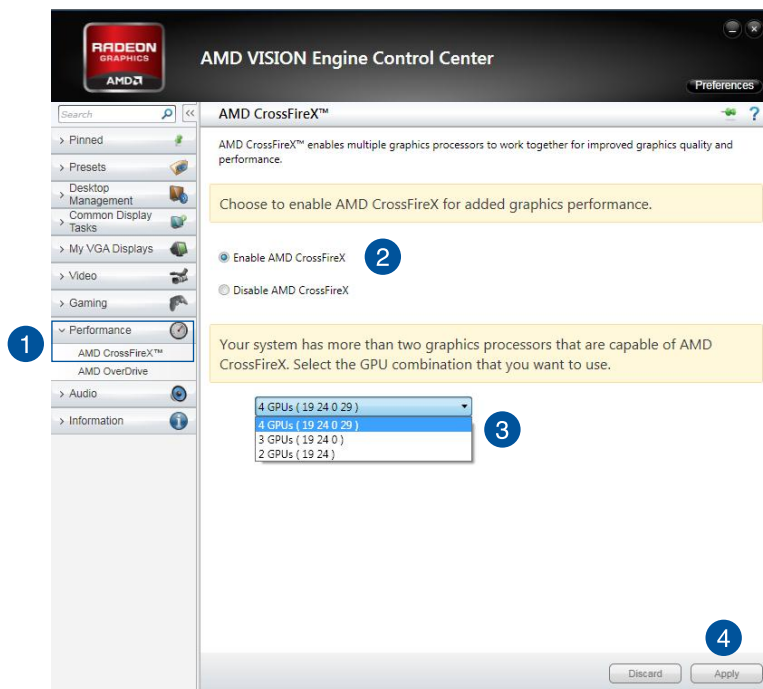 RADEON
GRAPHICS
AMD
AMD VISION Engine Control Center
Preferences
Search
<<
AMD CrossFireX™
?
Pinned
Presets
Desktop
Management
Common Display
Tasks
My VGA Displays
Video
Gaming
1
Performance
AMD CrossFireX™
AMD OverDrive
Audio
Information
AMD CrossFireX™ enables multiple graphics processors to work together for improved graphics quality and
performance.
Choose to enable AMD CrossFireX for added graphics performance.
Enable AMD CrossFireX
2
Disable AMD CrossFireX
Your system has more than two graphics processors that are capable of AMD
CrossFireX. Select the GPU combination that you want to use.
4 GPUs ( 19 24 0 29 )
4 GPUs ( 19 24 0 29 )
3 GPUs ( 19 24 0 )
2 GPUs ( 19 24 )
3
4
Discard
Apply